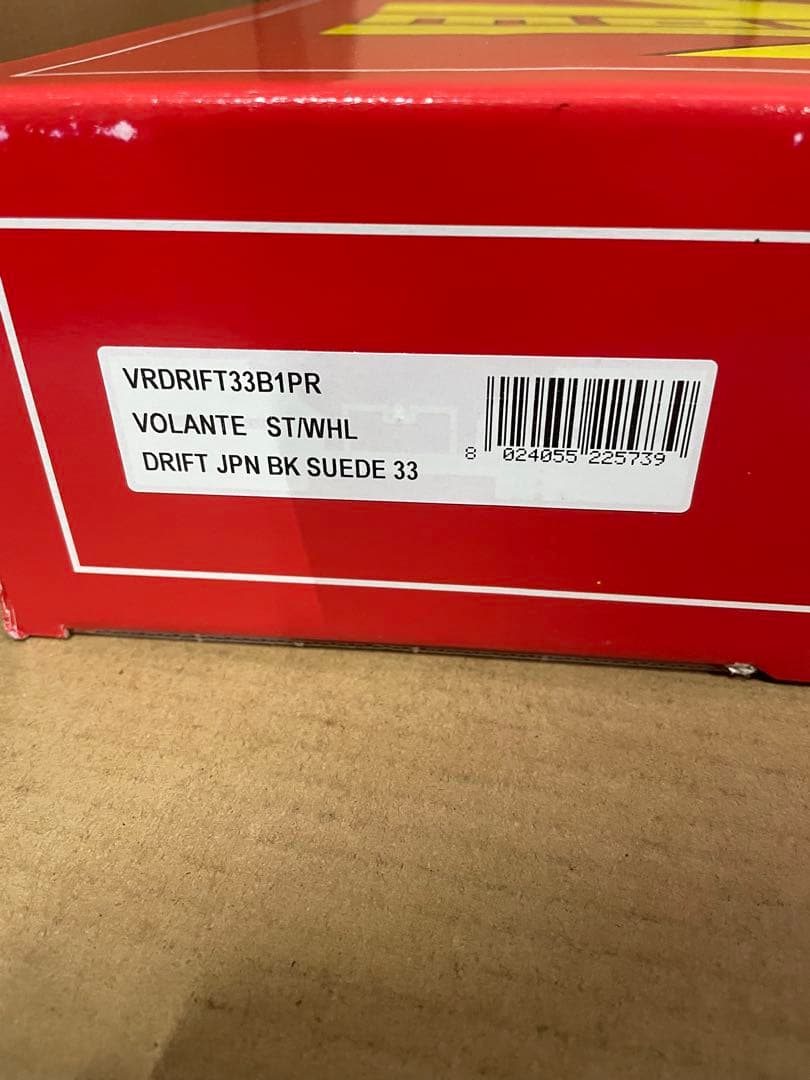 VRDRIFT33B1PR
VOLANTE ST/WHL
DRIFT JPN BK SUEDE 33
8 024055 225739